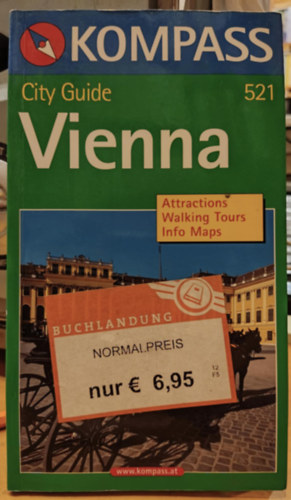 KOMPASS
City Guide 521
Vienna
Attractions
Walking Tours
Info Maps
BUCHLANDUNG
NORMALPREIS
nur € 6,95
www.kompass.at